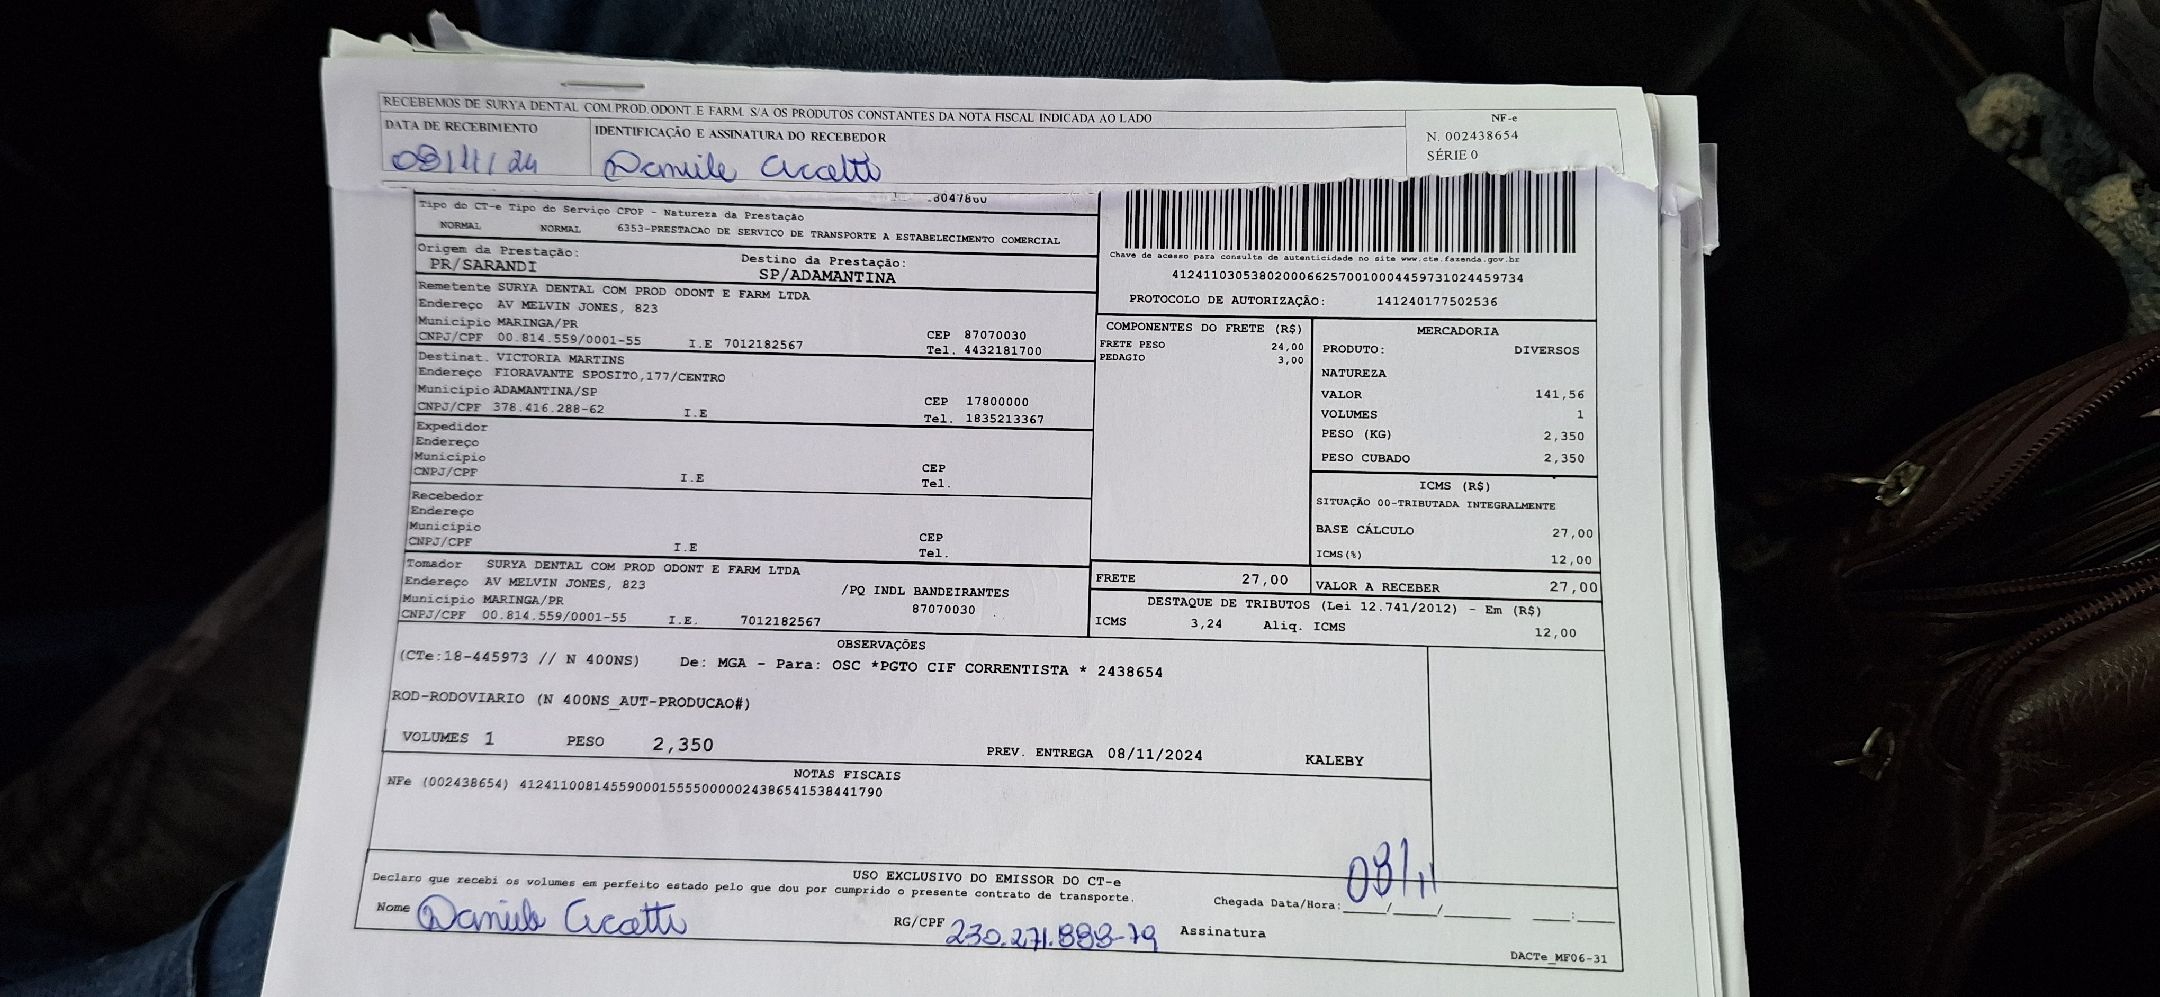 RECEBEMOS DE SURYA DENTAL COM.PROD.ODONT E FARM. S/A OS PRODUTOS CONSTANTES DA NOTA FISCAL INDICADA AO LADO
DATA DE RECEBIMENTO IDENTIFICAÇÃO E ASSINATURA DO RECEBEDOR
NF-e
N. 002438654
SÉRIE 0
08/11/24 Daniele
Tipo do CT-e Tipo do Serviço CFOP - Natureza da Prestação
NORMAL NORMAL 6353-PRESTACAO DE SERVICO DE TRANSPORTE A ESTABELECIMENTO COMERCIAL
Origem da Prestação: Destino da Prestação:
PR/SARANDI SP/ADAMANTINA
Remetente SURYA DENTAL COM PROD ODONT E FARM LTDA
Endereço AV MELVIN JONES, 823
Municipio MARINGA/PR CEP 87070030
CNPJ/CPF 00.814.559/0001-55 I.E 7012182567 Tel. 4432181700
Destinat. VICTORIA MARTINS
Endereço FIORAVANTE SPOSITO,177/CENTRO
Municipio ADAMANTINA/SP CEP 17800000
CNPJ/CPF 378.416.288-62 I.E Tel. 1835213367
Expedidor
Endereço
Municipio CEP
CNPJ/CPF I.E Tel.
Recebedor
Endereço
Municipio CEP
CNPJ/CPF I.E Tel.
Tomador SURYA DENTAL COM PROD ODONT E FARM LTDA
Endereço AV MELVIN JONES, 823 /PQ INDL BANDEIRANTES
Municipio MARINGA/PR 87070030
CNPJ/CPF 00.814.559/0001-55 I.E. 7012182567
Chave de acesso para consulta de autenticidade no site www.cte.fazenda.gov.br
41241103053802000662570010004459731024459734
PROTOCOLO DE AUTORIZAÇÃO: 141240177502536
COMPONENTES DO FRETE (R$)
FRETE PESO 24,00
PEDAGIO 3,00
MERCADORIA
PRODUTO: DIVERSOS
NATUREZA
VALOR 141,56
VOLUMES 1
PESO (KG) 2,350
PESO CUBADO 2,350
ICMS (R$)
SITUAÇÃO 00-TRIBUTADA INTEGRALMENTE
BASE CÁLCULO 27,00
ICMS(%) 12,00
FRETE 27,00 VALOR A RECEBER 27,00
DESTAQUE DE TRIBUTOS (Lei 12.741/2012) - Em (R$)
ICMS 3,24 Aliq. ICMS 12,00
OBSERVAÇÕES
(CTe:18-445973 // N 400NS) De: MGA - Para: OSC *PGTO CIF CORRENTISTA * 2438654
ROD-RODOVIARIO (N 400NS_AUT-PRODUCAO#)
VOLUMES 1 PESO 2,350 PREV. ENTREGA 08/11/2024 KALEBY
NOTAS FISCAIS
NFe (002438654) 41241100814559000155550000024386541538441790
USO EXCLUSIVO DO EMISSOR DO CT-e
Declaro que recebi os volumes em perfeito estado pelo que dou por cumprido o presente contrato de transporte.
Chegada Data/Hora: 08/11
Nome Daniele RG/CPF Assinatura
DACTe_MF06-31